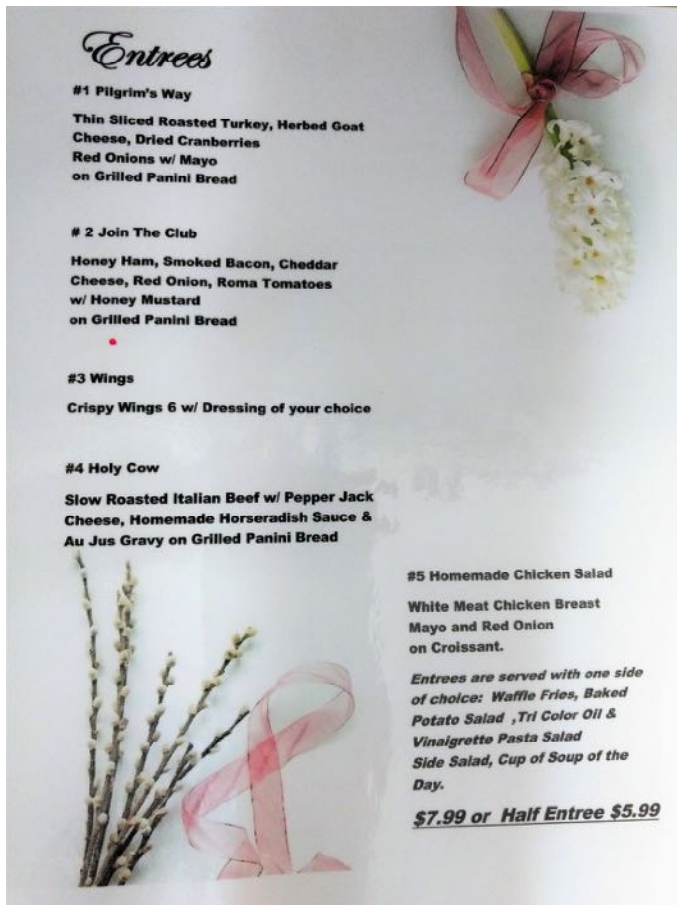 Entrees
#1 Pilgrim's Way
Thin Sliced Roasted Turkey, Herbed Goat
Cheese, Dried Cranberries
Red Onions w/ Mayo
on Grilled Panini Bread
# 2 Join The Club
Honey Ham, Smoked Bacon, Cheddar
Cheese, Red Onion, Roma Tomatoes
w/ Honey Mustard
on Grilled Panini Bread
#3 Wings
Crispy Wings 6 w/ Dressing of your choice
#4 Holy Cow
Slow Roasted Italian Beef w/ Pepper Jack
Cheese, Homemade Horseradish Sauce &
Au Jus Gravy on Grilled Panini Bread
#5 Homemade Chicken Salad
White Meat Chicken Breast
Mayo and Red Onion
on Croissant.
Entrees are served with one side
of choice: Waffle Fries, Baked
Potato Salad ,Tri Color Oil &
Vinaigrette Pasta Salad
Side Salad, Cup of Soup of the
Day.
$7.99 or Half Entree $5.99